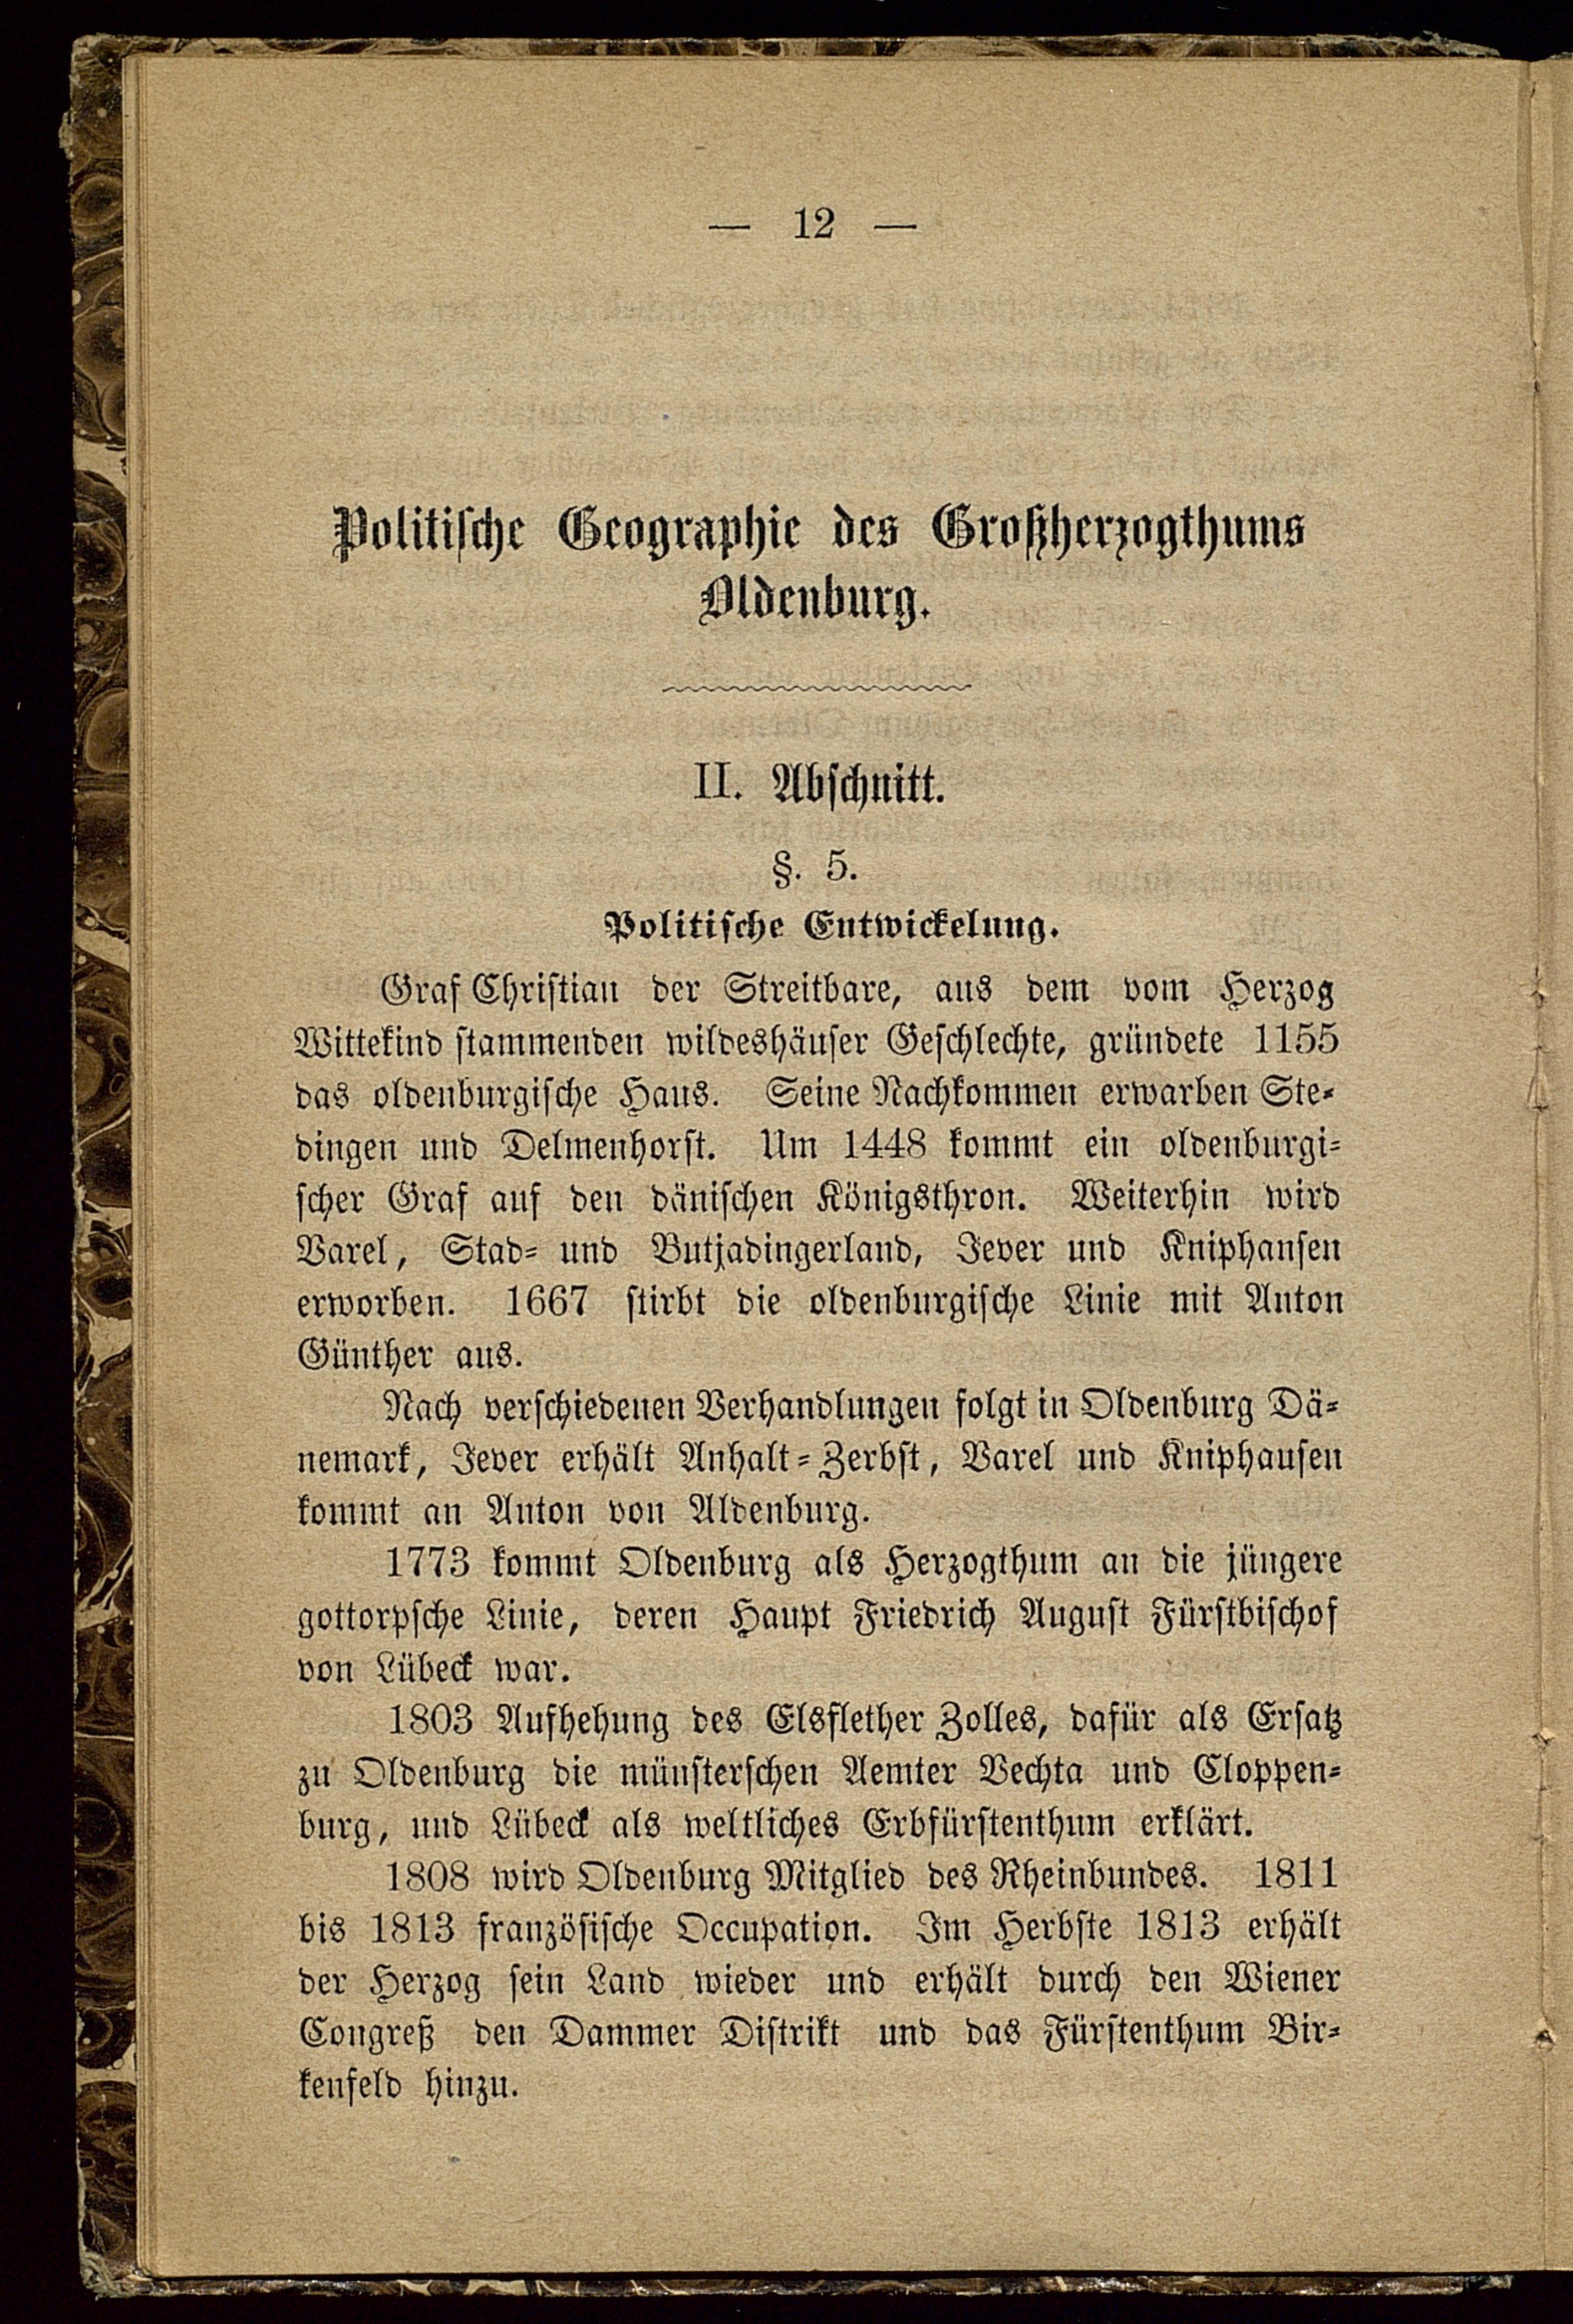 — 12 —
Politische Geographie des Großherzogthums
Oldenburg.
II. Abschnitt.
§. 5.
Politische Entwickelung.
Graf Christian der Streitbare, aus dem vom Herzog
Wittekind stammenden wildeshäuser Geschlechte, gründete 1155
das oldenburgische Haus. Seine Nachkommen erwarben Ste-
dingen und Delmenhorst. Um 1448 kommt ein oldenburgi-
scher Graf auf den dänischen Königsthron. Weiterhin wird
Varel, Stad- und Butjadingerland, Jever und Kniphausen
erworben. 1667 stirbt die oldenburgische Linie mit Anton
Günther aus.
Nach verschiedenen Verhandlungen folgt in Oldenburg Dä-
nemark, Jever erhält Anhalt-Zerbst, Varel und Kniphausen
kommt an Anton von Aldenburg.
1773 kommt Oldenburg als Herzogthum an die jüngere
gottorpsche Linie, deren Haupt Friedrich August Fürstbischof
von Lübeck war.
1803 Aufhehung des Elsflether Zolles, dafür als Ersatz
zu Oldenburg die münsterschen Aemter Vechta und Cloppen-
burg, und Lübeck als weltliches Erbfürstenthum erklärt.
1808 wird Oldenburg Mitglied des Rheinbundes. 1811
bis 1813 französische Occupation. Im Herbste 1813 erhält
der Herzog sein Land wieder und erhält durch den Wiener
Congreß den Dammer Distrikt und das Fürstenthum Bir-
kenfeld hinzu.